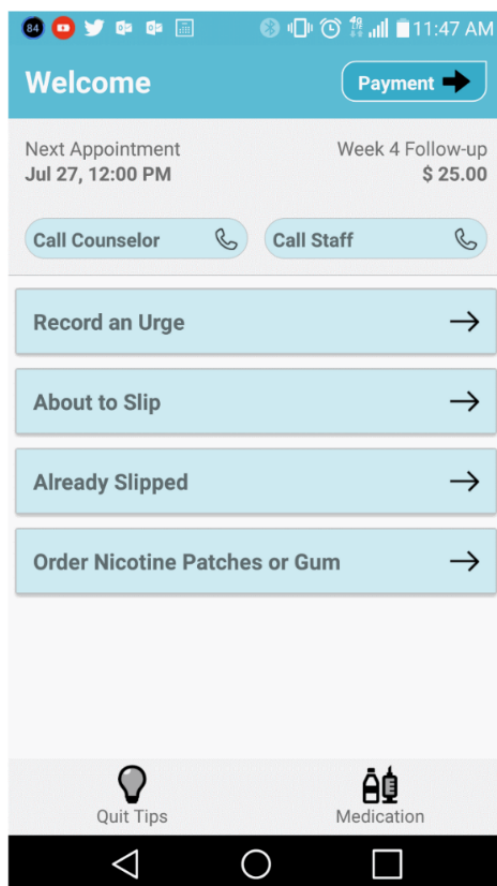 84 11:47 AM
Welcome Payment
Next Appointment Week 4 Follow-up
Jul 27, 12:00 PM $ 25.00
Call Counselor Call Staff
Record an Urge
About to Slip
Already Slipped
Order Nicotine Patches or Gum
Quit Tips Medication